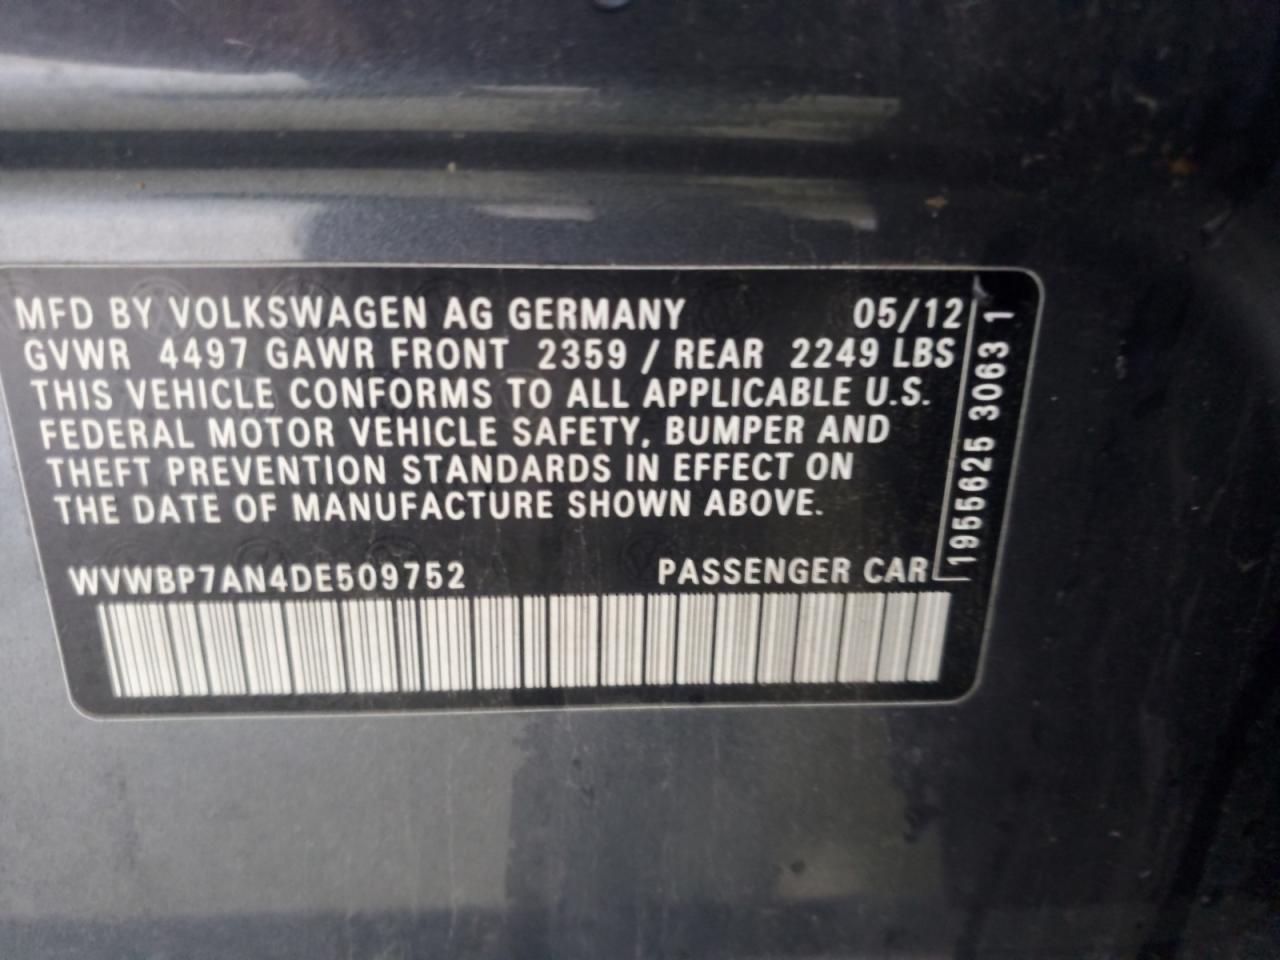 MFD BY VOLKSWAGEN AG GERMANY 05/12
GVWR 4497 GAWR FRONT 2359 / REAR 2249 LBS
THIS VEHICLE CONFORMS TO ALL APPLICABLE U.S.
FEDERAL MOTOR VEHICLE SAFETY, BUMPER AND
THEFT PREVENTION STANDARDS IN EFFECT ON
THE DATE OF MANUFACTURE SHOWN ABOVE.
WVWBP7AN4DE509752 PASSENGER CAR
1956625 3063 1